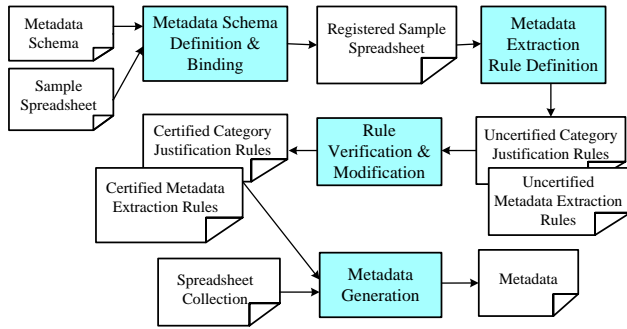 Metadata
Schema
Metadata Schema
Definition &
Binding
Registered Sample
Spreadsheet
Metadata
Extraction
Rule Definition
Sample
Spreadsheet
Certified Category
Justification Rules
Rule
Verification &
Modification
Uncertified Category
Justification Rules
Certified Metadata
Extraction Rules
Uncertified
Metadata Extraction
Rules
Spreadsheet
Collection
Metadata
Generation
Metadata